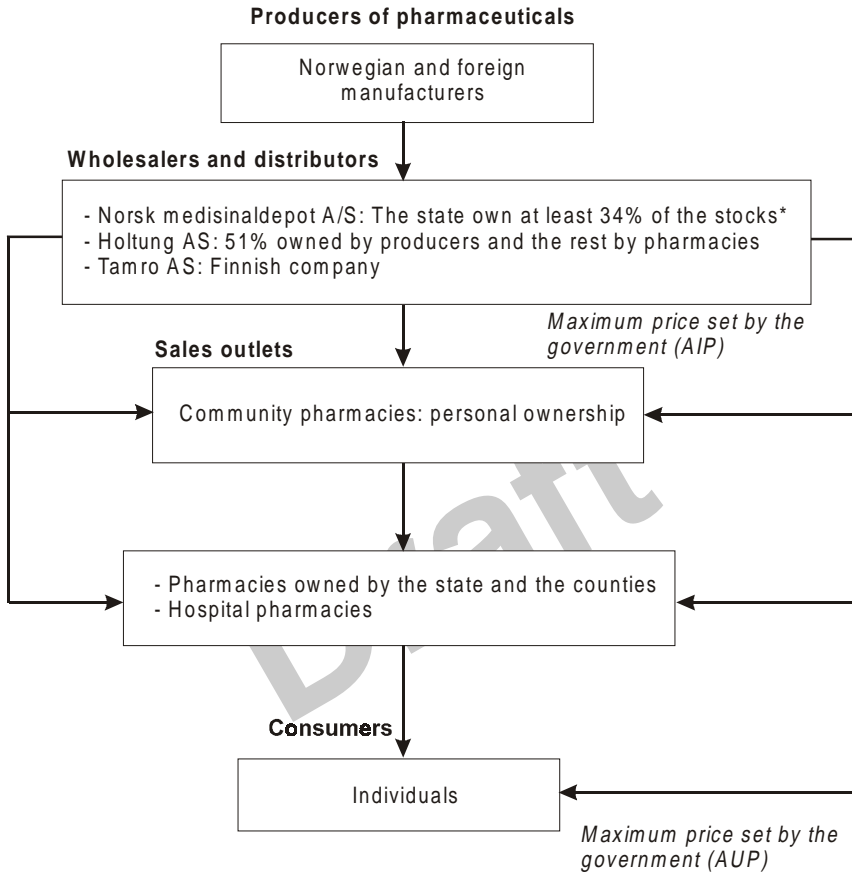 Producers of pharmaceuticals
Norwegian and foreign
manufacturers
Wholesalers and distributors
- Norsk medisinaldepot A/S: The state own at least 34% of the stocks*
- Holtung AS: 51% owned by producers and the rest by pharmacies
- Tamro AS: Finnish company
Maximum price set by the
government (AIP)
Sales outlets
Community pharmacies: personal ownership
Draft
- Pharmacies owned by the state and the counties
- Hospital pharmacies
Consumers
Individuals
Maximum price set by the
government (AUP)